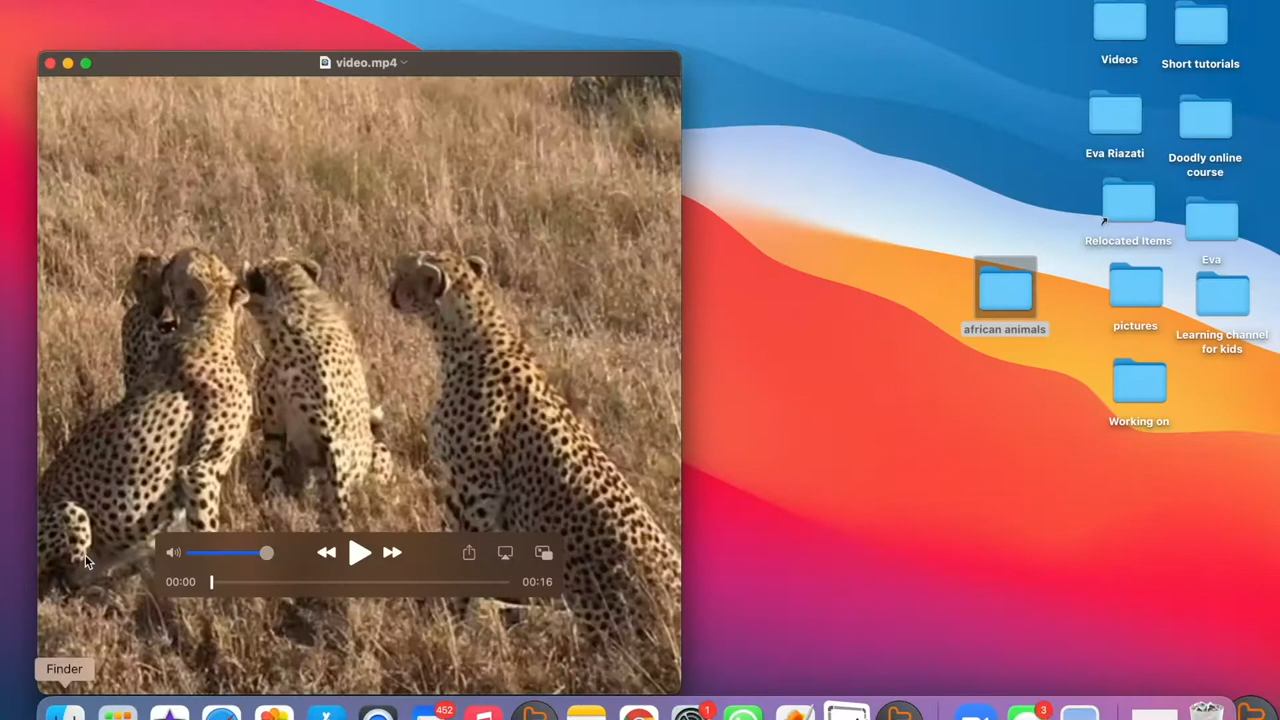 video.mp4
Videos
Short tutorials
Eva Riazati
Doodly online
course
Relocated Items
Eva
african animals
pictures
Learning channel
for kids
Working on
00:00
00:16
Finder
452
1
3